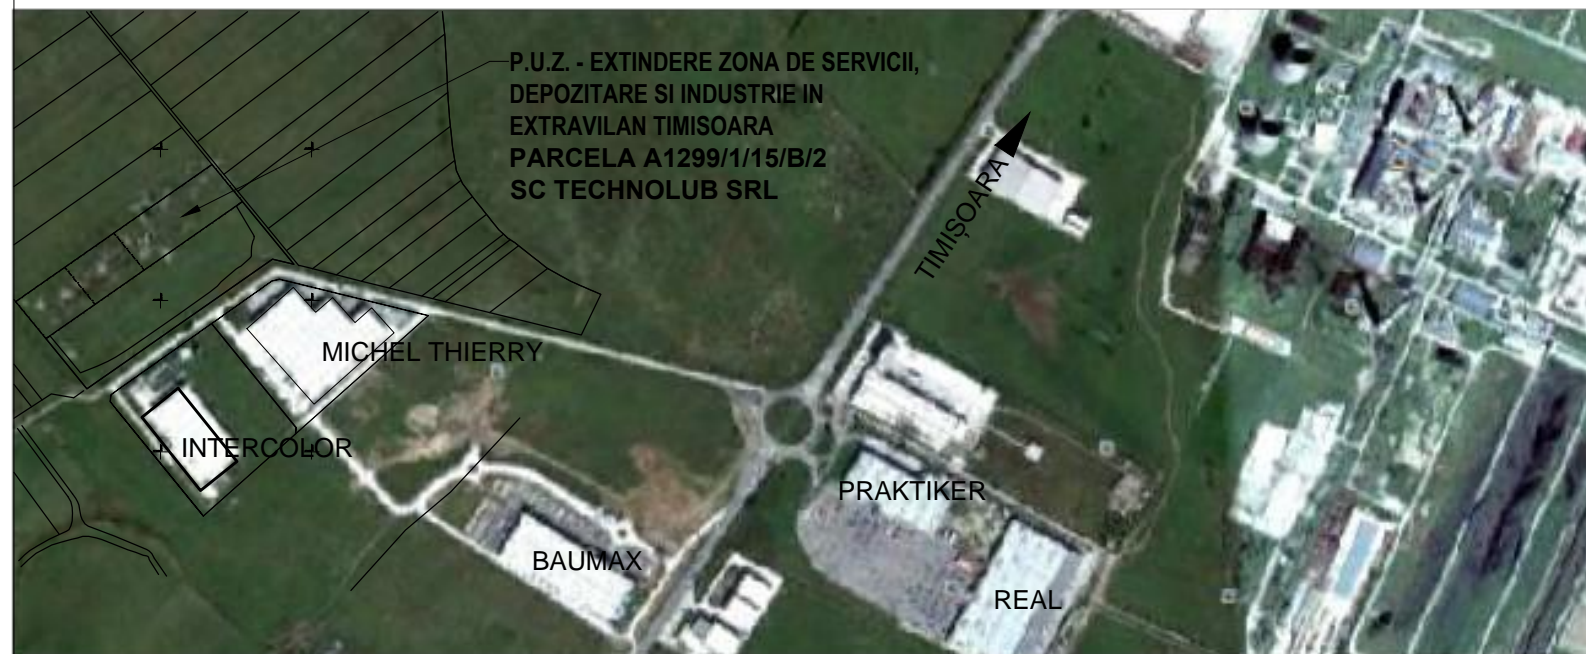 P.U.Z. - EXTINDERE ZONA DE SERVICII,
DEPOZITARE SI INDUSTRIE IN
EXTRAVILAN TIMISOARA
PARCELA A1299/1/15/B/2
SC TECHNOLUB SRL
TIMIȘOARA
MICHEL THIERRY
INTERCOLOR
PRAKTIKER
BAUMAX
REAL